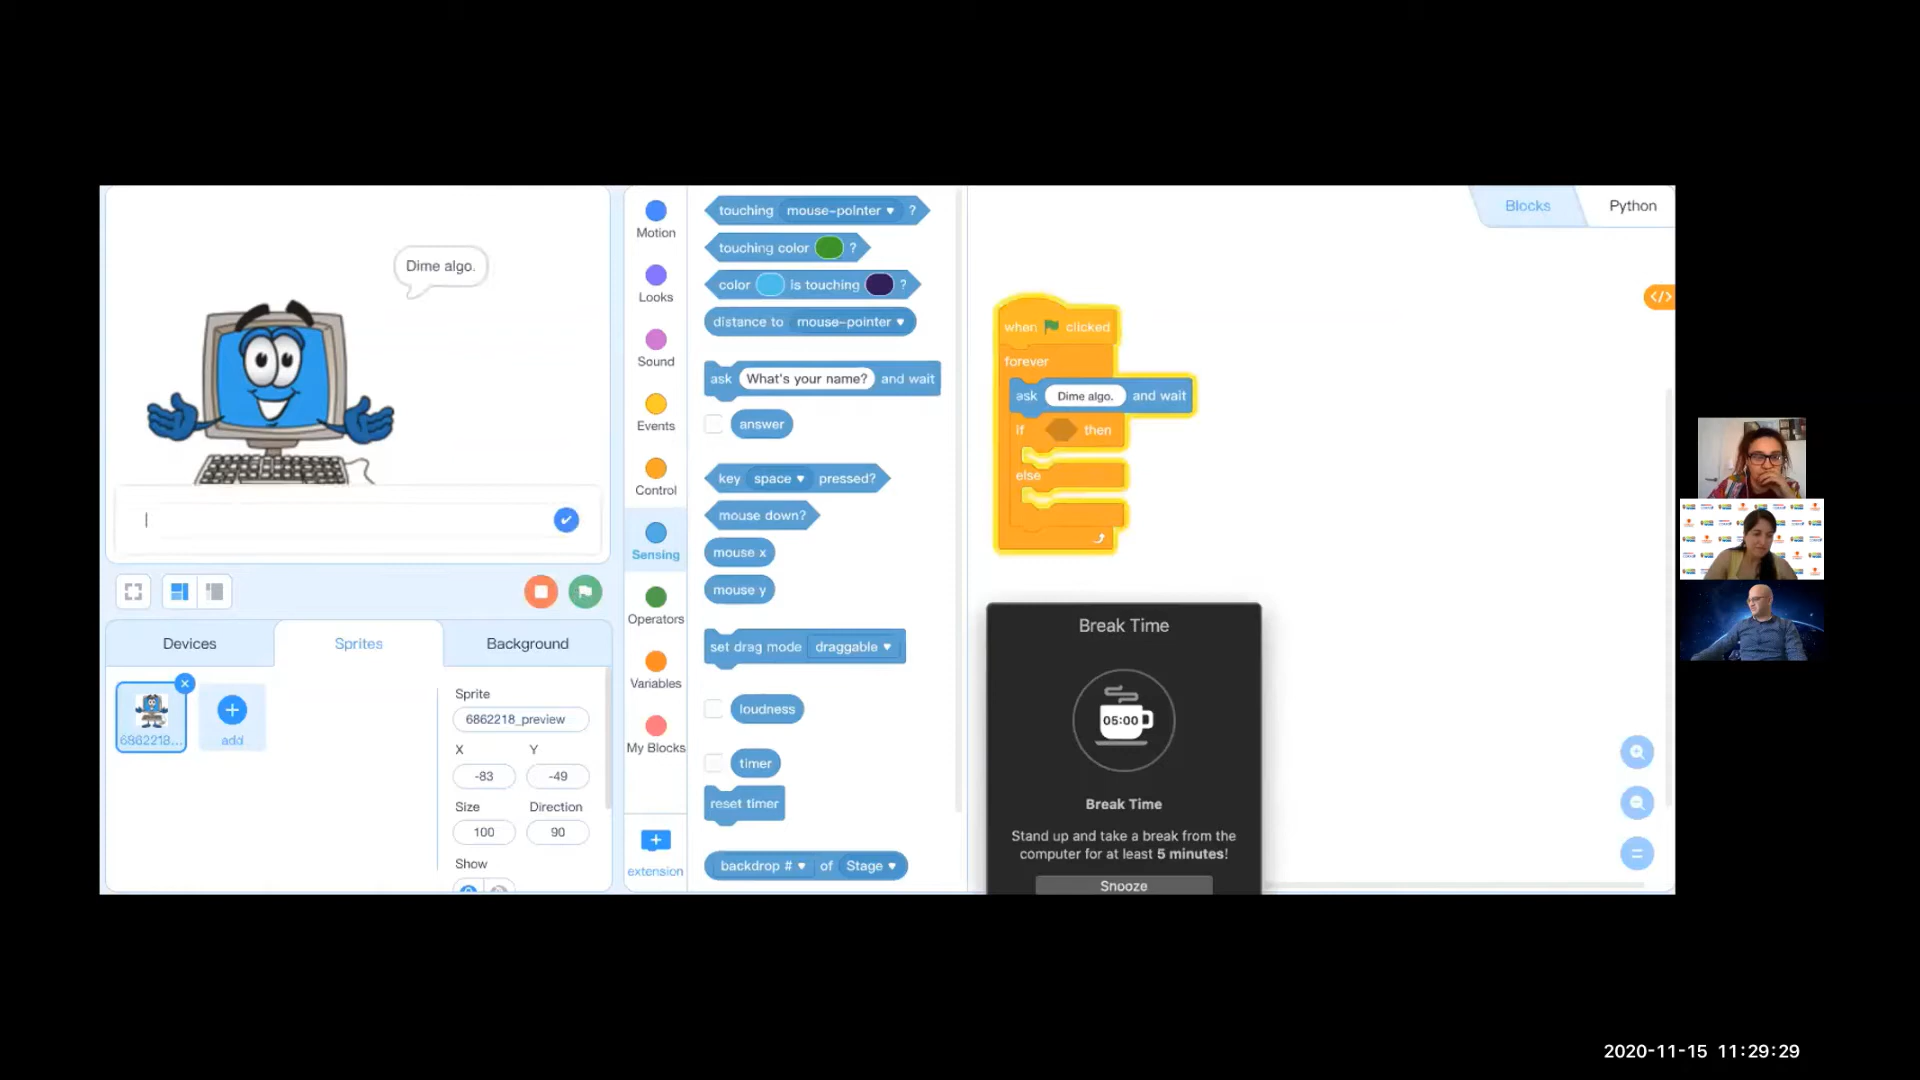 Dime algo.
Devices
Sprites
Background
6862218...
add
Sprite
6862218_preview
X
Y
-83
-49
Size
Direction
100
90
Show
Motion
Looks
Sound
Events
Control
Sensing
Operators
Variables
My Blocks
extension
touching mouse-pointer ?
touching color ?
color is touching ?
distance to mouse-pointer
ask What's your name? and wait
answer
key space pressed?
mouse down?
mouse x
mouse y
set drag mode draggable
loudness
timer
reset timer
backdrop # of Stage
Blocks
Python
</>
when clicked
forever
ask Dime algo. and wait
if then
else
Break Time
05:00
Break Time
Stand up and take a break from the
computer for at least 5 minutes!
Snooze
2020-11-15 11:29:29